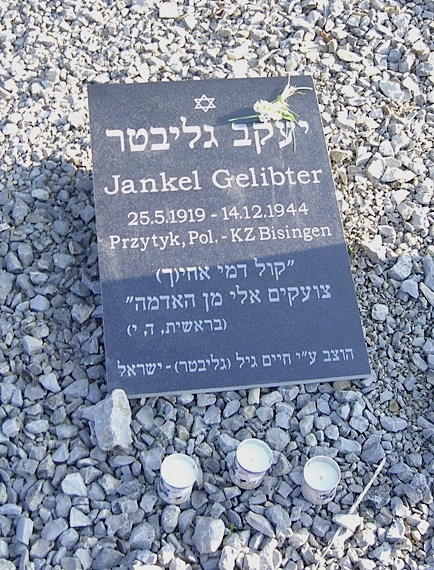 יעקב גליבטר
Jankel Gelibter
25.5.1919 - 14.12.1944
Przytyk, Pol. - KZ Bisingen
"קול דמי אחיך)
צועקים אלי מן האדמה"
(בראשית, ד, י)
הוצב ע"י חיים גיל (גליבטר) - ישראל